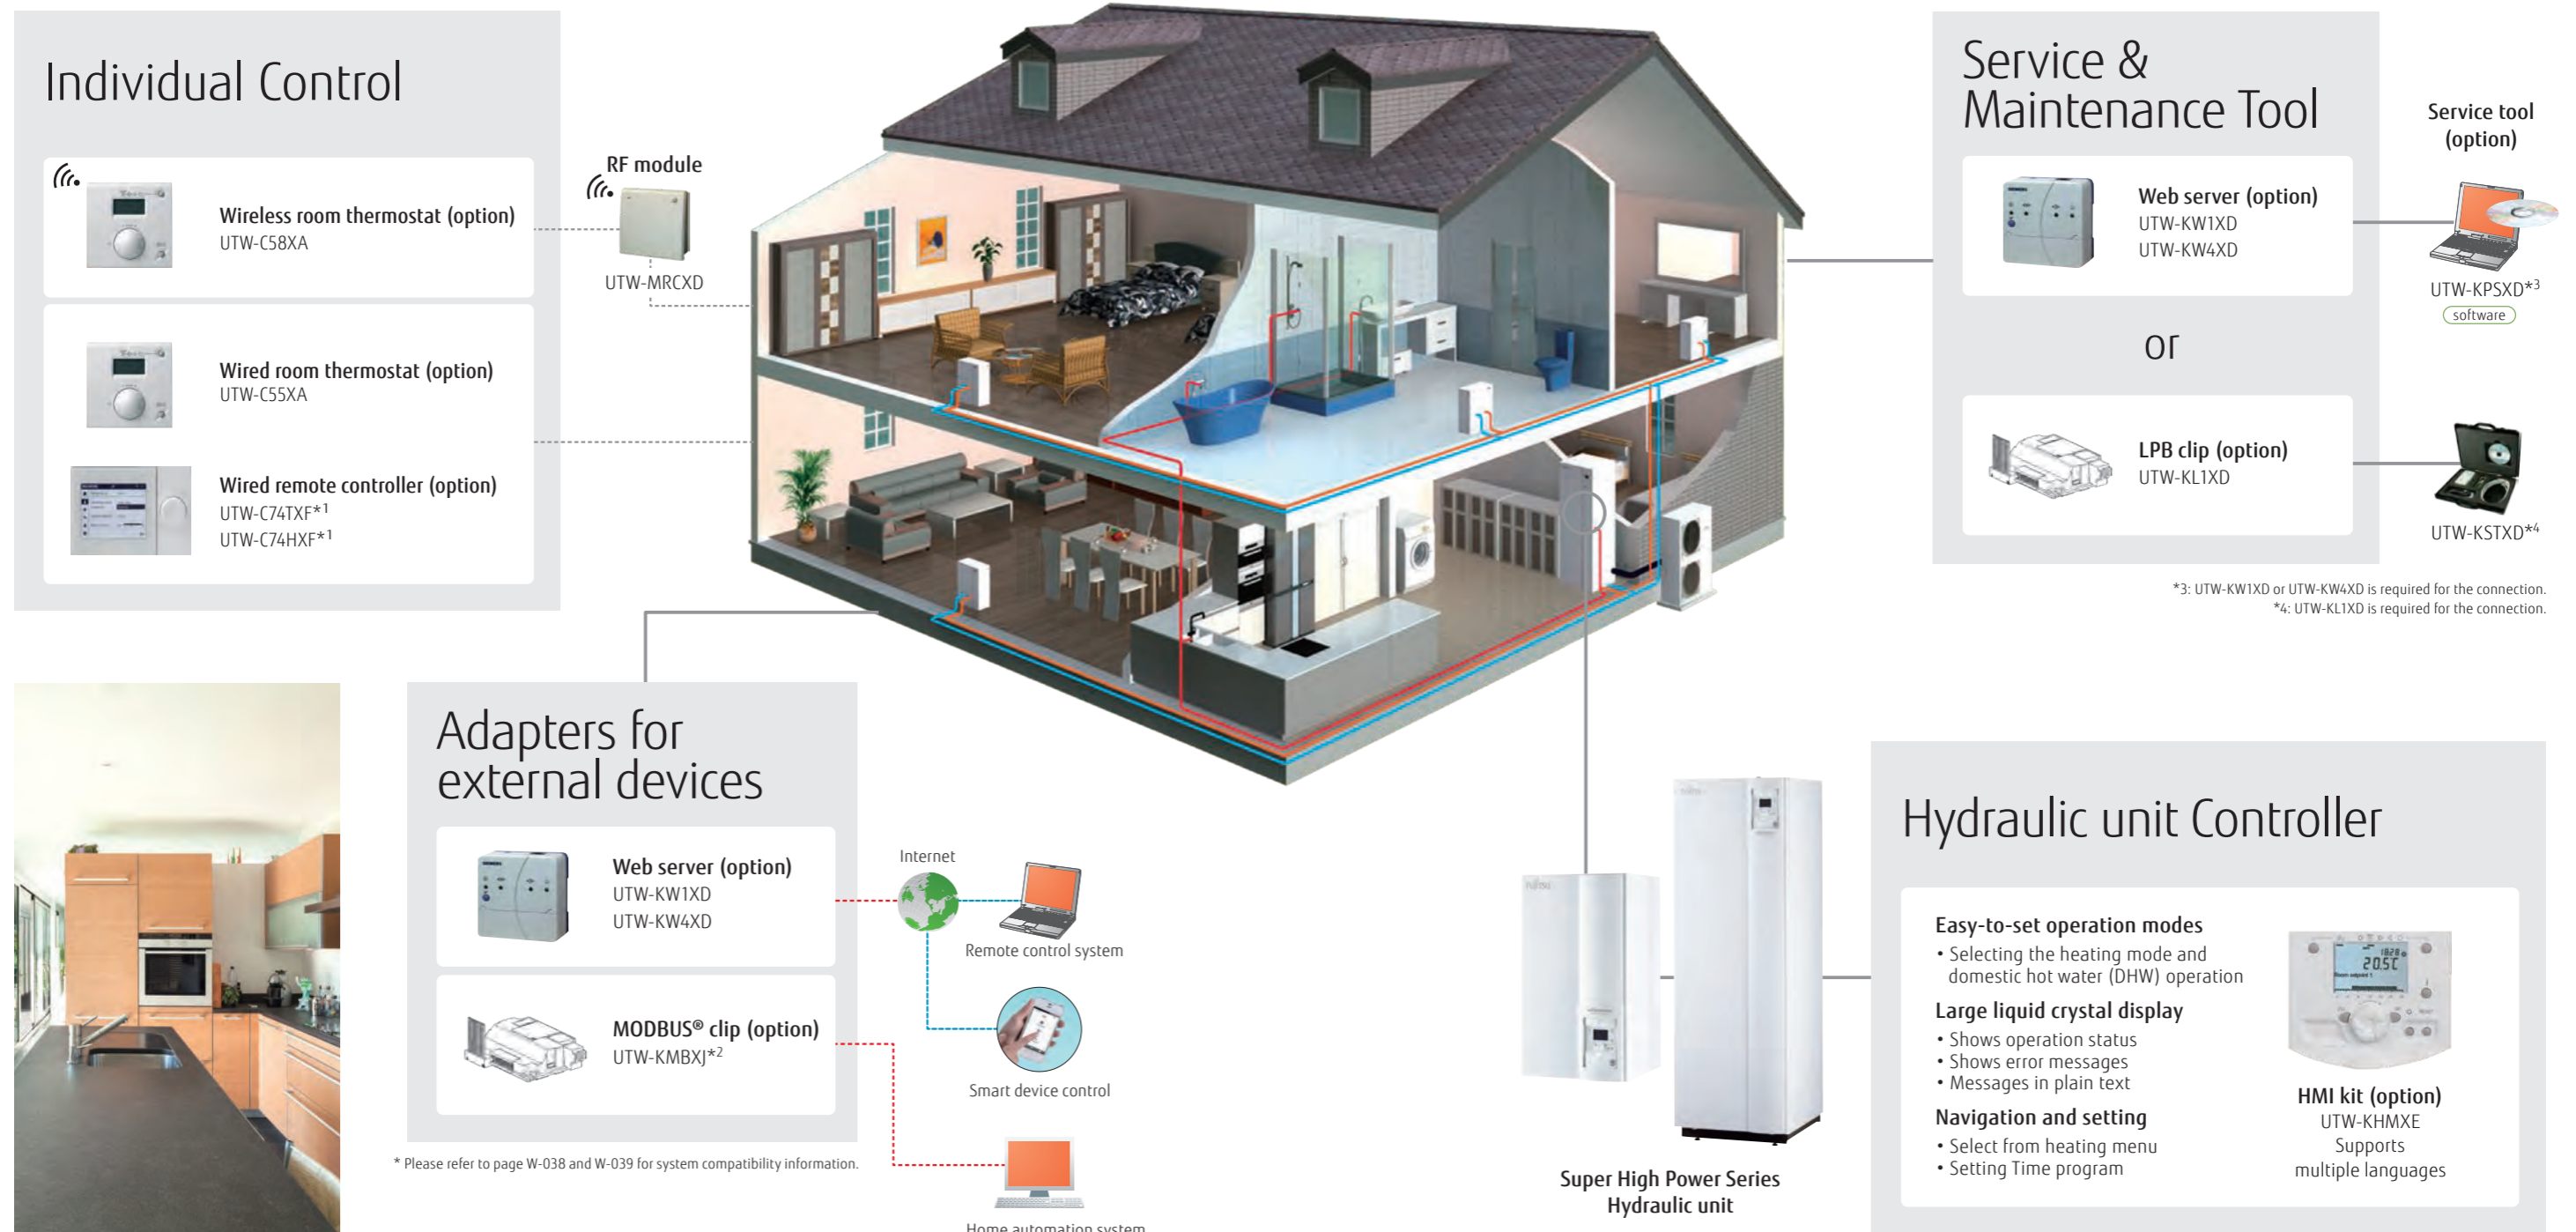 Individual Control
Wireless room thermostat (option)
UTW-C58XA
RF module
UTW-MRCXD
Wired room thermostat (option)
UTW-C55XA
Wired remote controller (option)
UTW-C74TXF*1
UTW-C74HXF*1
Service &
Maintenance Tool
Web server (option)
UTW-KW1XD
UTW-KW4XD
or
LPB clip (option)
UTW-KL1XD
Service tool
(option)
UTW-KPSXD*3
software
UTW-KSTXD*4
*3: UTW-KW1XD or UTW-KW4XD is required for the connection.
*4: UTW-KL1XD is required for the connection.
Adapters for
external devices
Web server (option)
UTW-KW1XD
UTW-KW4XD
MODBUS® clip (option)
UTW-KMBXJ*2
* Please refer to page W-038 and W-039 for system compatibility information.
Internet
Remote control system
Smart device control
Home automation system
FUJITSU
Super High Power Series
Hydraulic unit
Hydraulic unit Controller
Easy-to-set operation modes
• Selecting the heating mode and
domestic hot water (DHW) operation
Large liquid crystal display
• Shows operation status
• Shows error messages
• Messages in plain text
Navigation and setting
• Select from heating menu
• Setting Time program
20.5°C
Room setpoint 1
HMI kit (option)
UTW-KHMXE
Supports
multiple languages